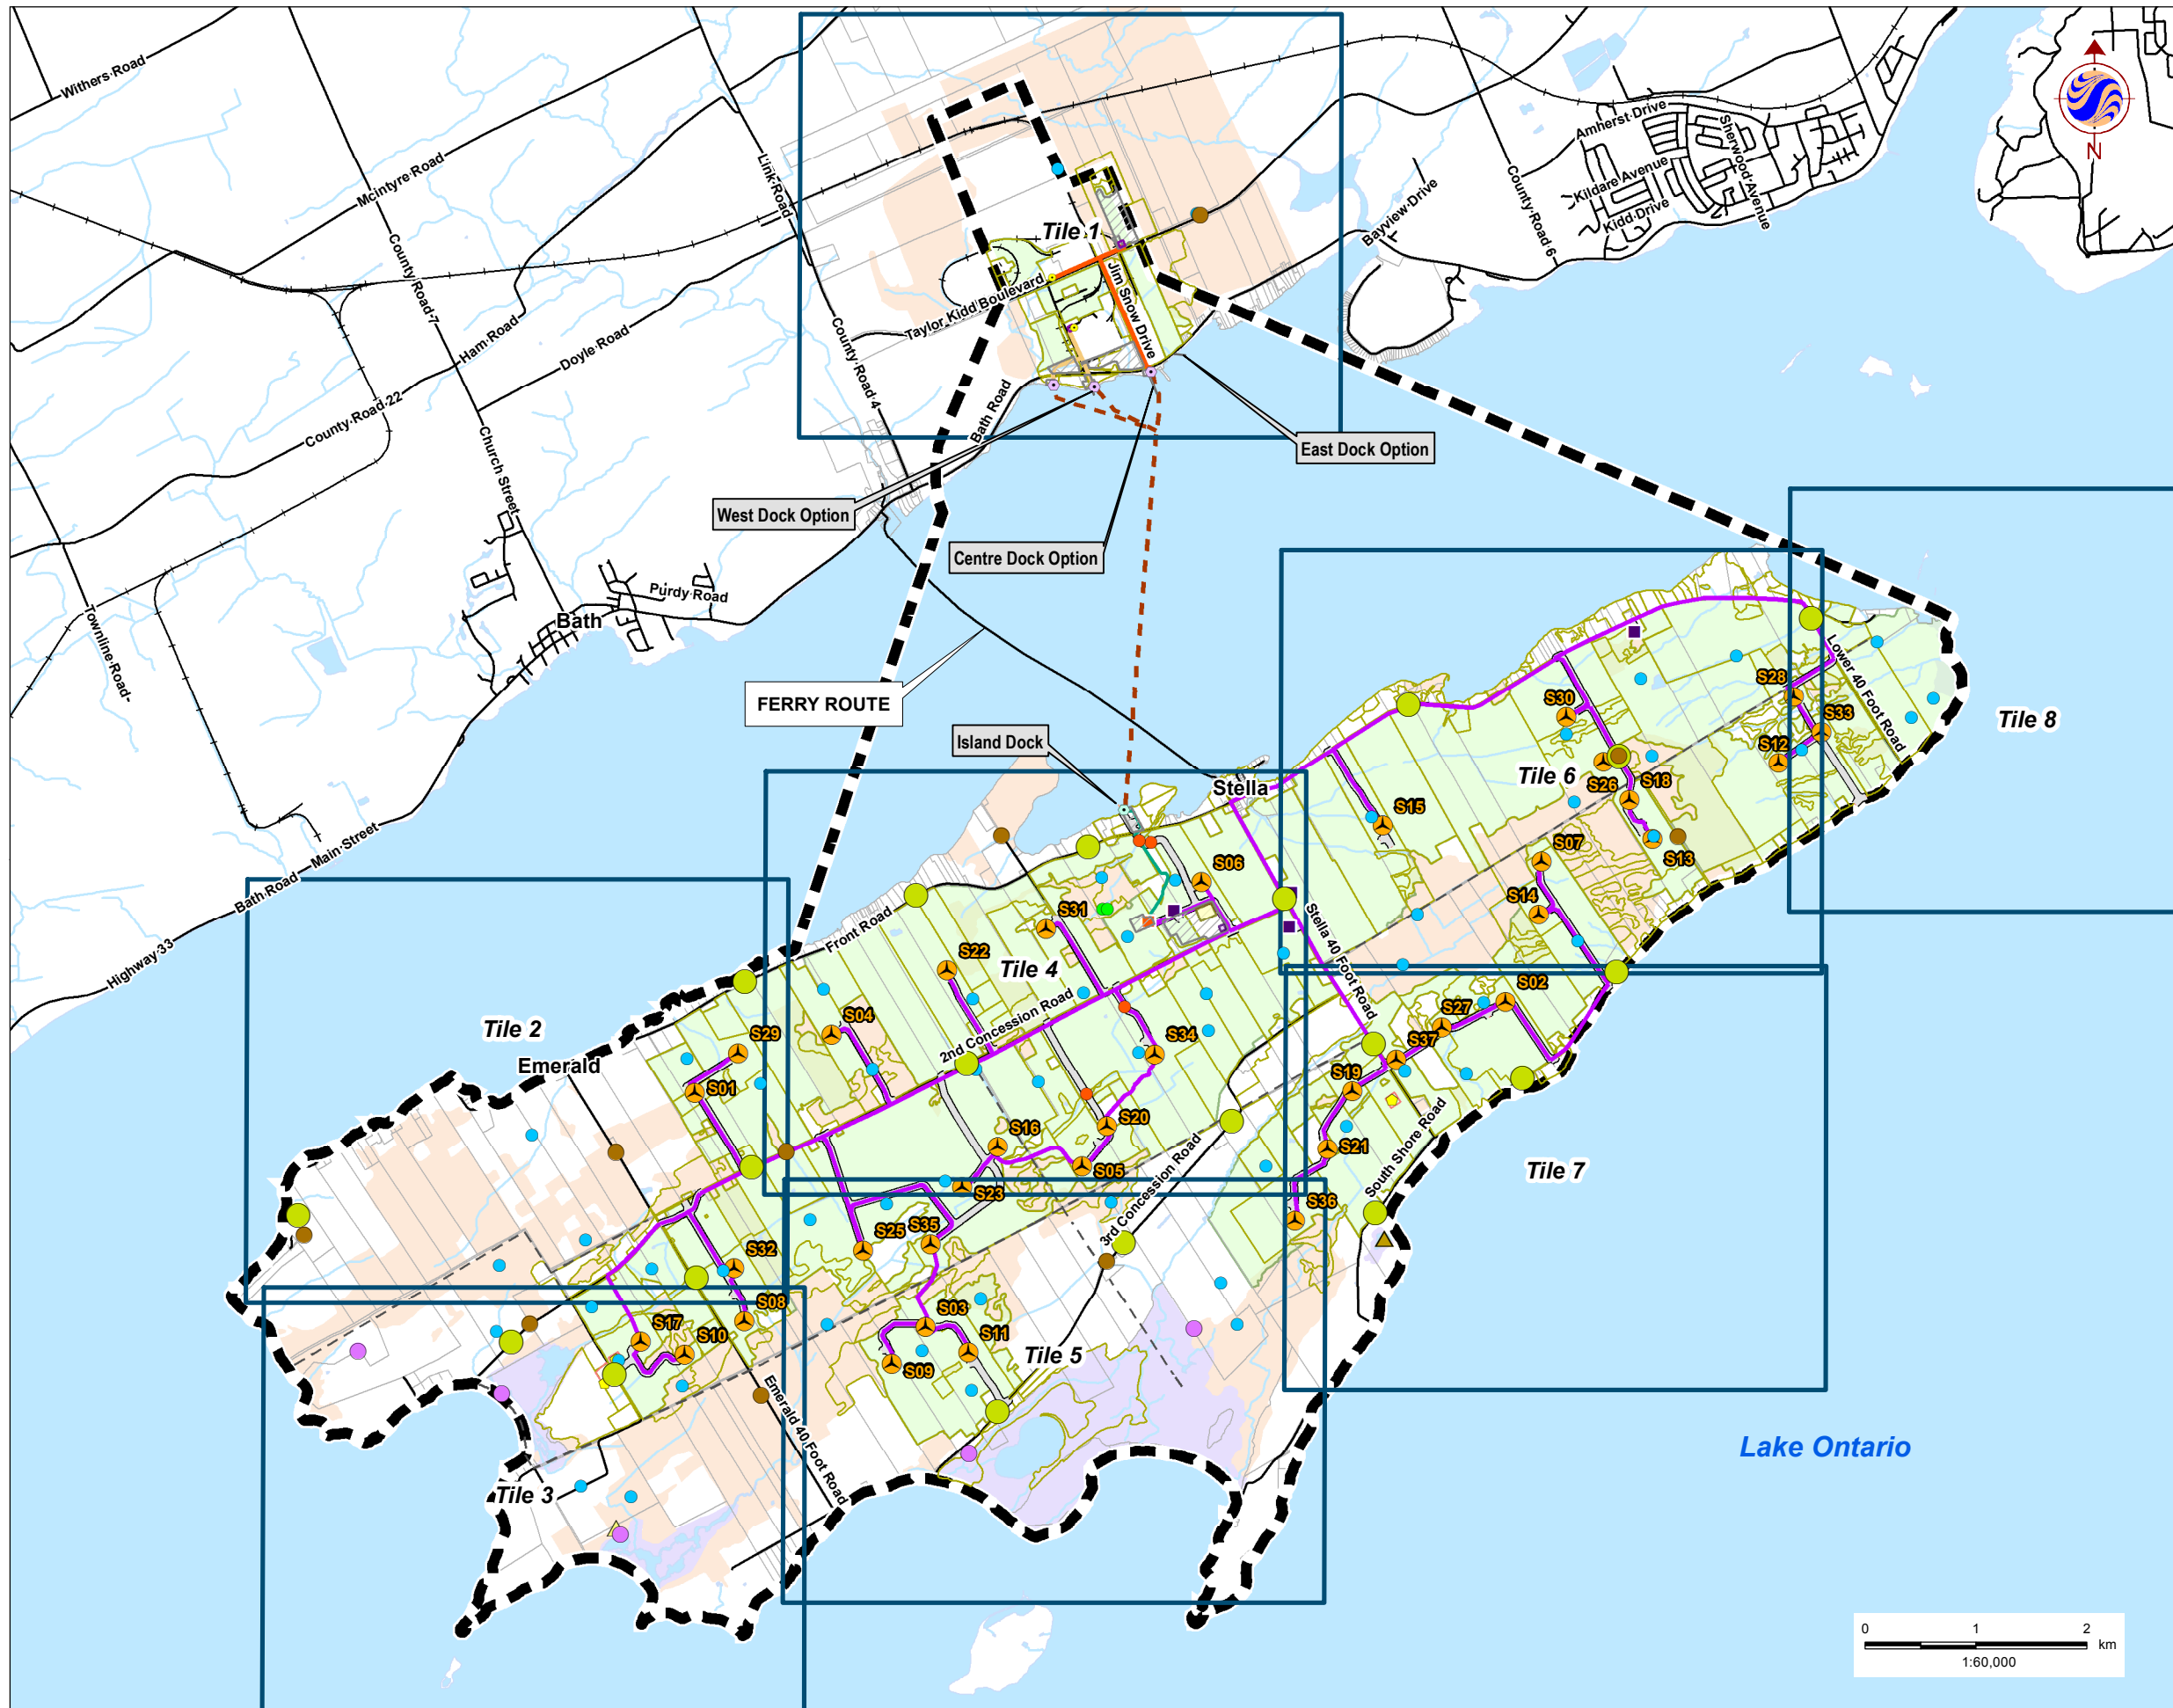 Withers Road
McIntyre Road
Link Road
County Road 7
Ham Road
Doyle Road
County Road 22
Church Street
County Road 4
Taylor Kidd Boulevard
Jim Snow Drive
Bath Road
Tile 1
County Road 6
Bayview Drive
Amherst Drive
Kildare Avenue
Kidd Drive
Sherwood Avenue
N
East Dock Option
West Dock Option
Centre Dock Option
Townline Road
Bath
Purdy Road
FERRY ROUTE
Island Dock
Stella
Bath Road
Main Street
Highway 33
Tile 8
Tile 6
Lower 40 Foot Road
S28
S33
S12
S30
S26
S18
S13
S15
S07
S14
S06
S31
S22
Front Road
Tile 4
Stella 40 Foot Road
2nd Concession Road
S04
S34
S02
S27
S37
S19
S21
S36
South Shore Road
Tile 7
Tile 2
Emerald
S29
S01
S16
S20
S05
S23
3rd Concession Road
S25
S35
S32
S08
S17
S10
S03
S11
S09
Tile 5
Emerald 40 Foot Road
Tile 3
Lake Ontario
0 1 2
km
1:60,000